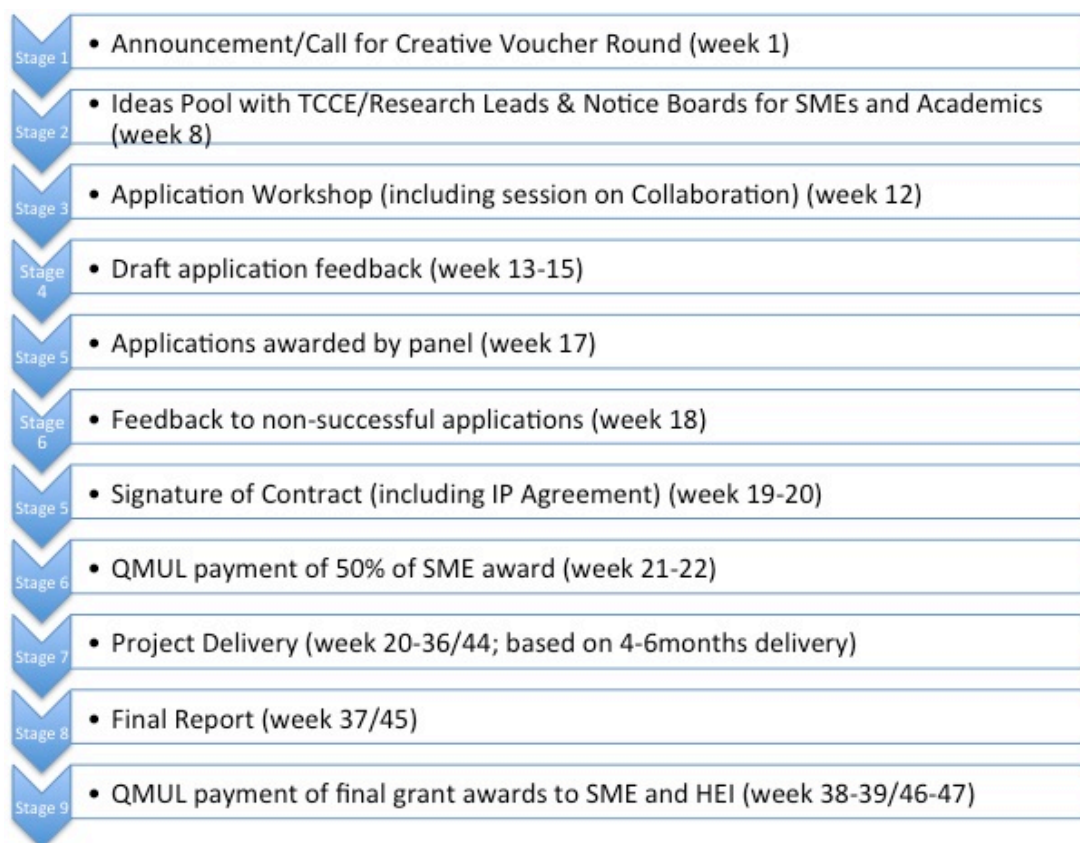 Stage 1
• Announcement/Call for Creative Voucher Round (week 1)
Stage 2
• Ideas Pool with TCCE/Research Leads & Notice Boards for SMEs and Academics
(week 8)
Stage 3
• Application Workshop (including session on Collaboration) (week 12)
Stage
4
• Draft application feedback (week 13-15)
Stage 5
• Applications awarded by panel (week 17)
Stage
6
• Feedback to non-successful applications (week 18)
Stage 5
• Signature of Contract (including IP Agreement) (week 19-20)
Stage 6
• QMUL payment of 50% of SME award (week 21-22)
Stage 7
• Project Delivery (week 20-36/44; based on 4-6months delivery)
Stage 8
• Final Report (week 37/45)
Stage 9
• QMUL payment of final grant awards to SME and HEI (week 38-39/46-47)